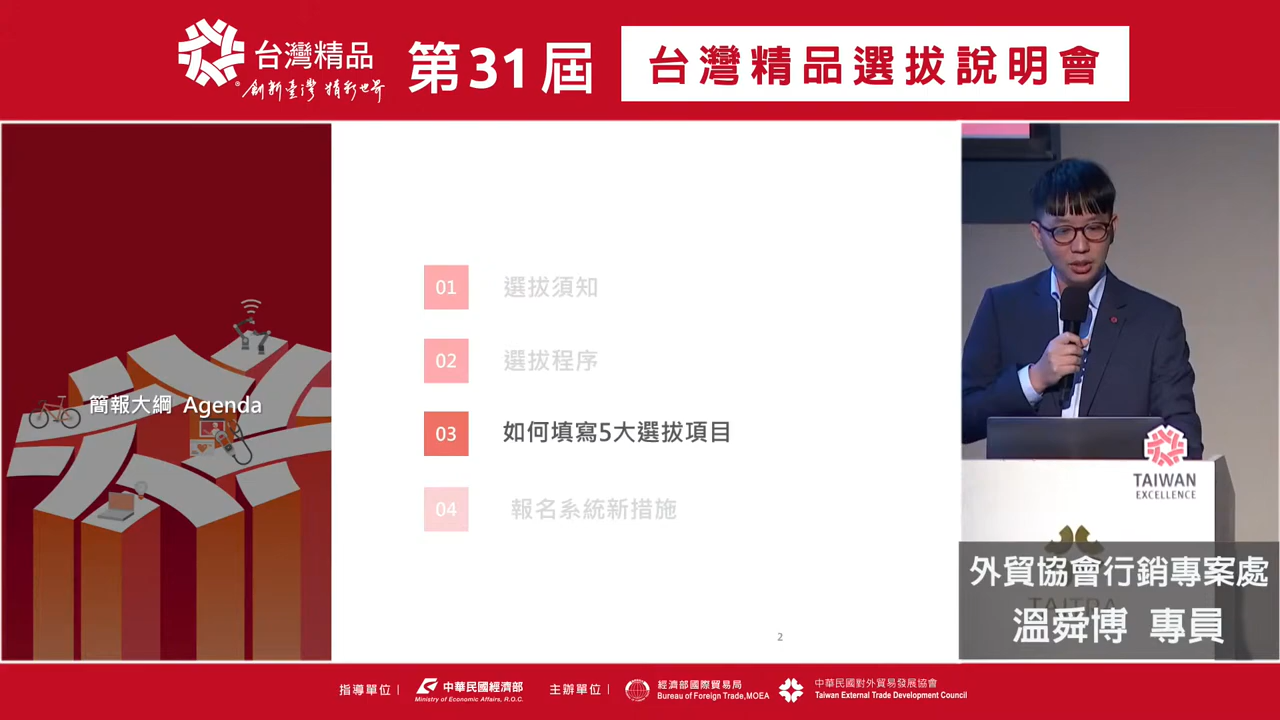 台灣精品
創新臺灣 精彩世界
第31屆
台灣精品選拔說明會
簡報大綱 Agenda
01 選拔須知
02 選拔程序
03 如何填寫5大選拔項目
04 報名系統新措施
2
TAIWAN
EXCELLENCE
TAITRA
外貿協會行銷專案處
溫舜博 專員
指導單位 |
中華民國經濟部
Ministry of Economic Affairs, R.O.C.
主辦單位 |
經濟部國際貿易局
Bureau of Foreign Trade,MOEA
中華民國對外貿易發展協會
Taiwan External Trade Development Council